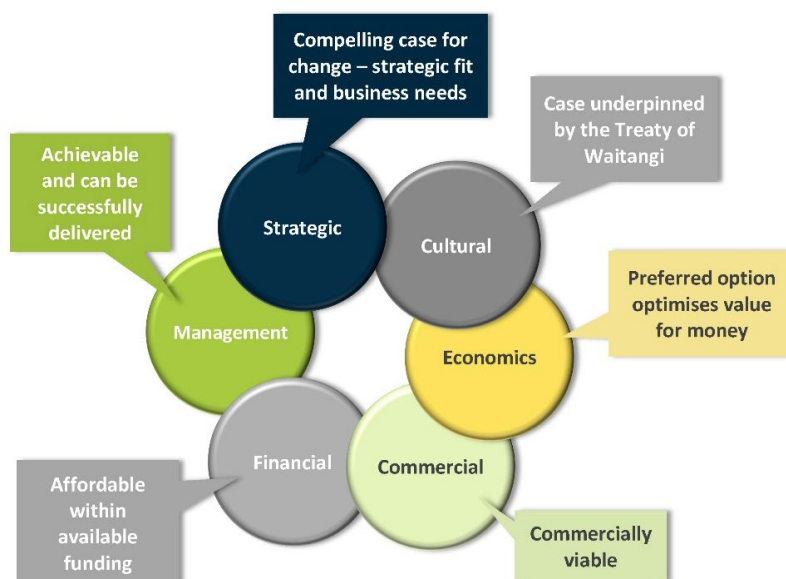 Compelling case for
change – strategic fit
and business needs
Case underpinned
by the Treaty of
Waitangi
Achievable
and can be
successfully
delivered
Strategic
Cultural
Preferred option
optimises value
for money
Management
Economics
Financial
Commercial
Affordable
within
available
funding
Commercially
viable